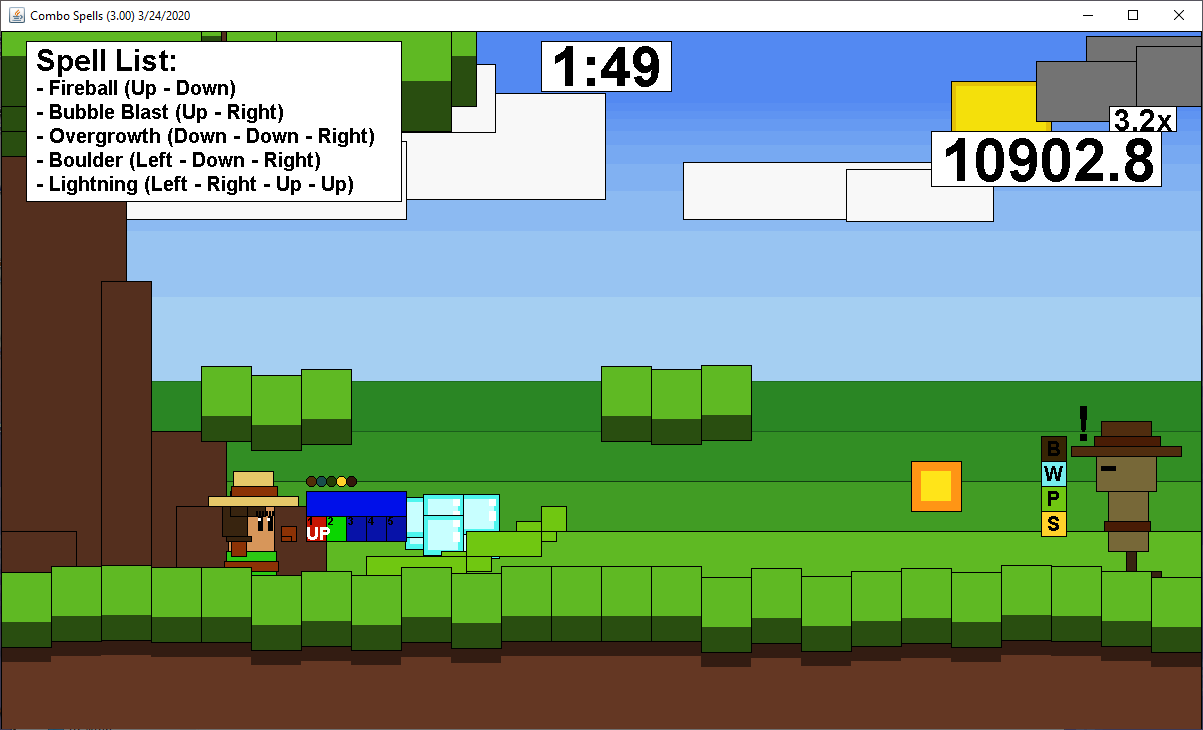 Combo Spells (3.00) 3/24/2020
Spell List:
- Fireball (Up - Down)
- Bubble Blast (Up - Right)
- Overgrowth (Down - Down - Right)
- Boulder (Left - Down - Right)
- Lightning (Left - Right - Up - Up)
1:49
3.2x
10902.8
!
B
W
P
S
1 2 3 4 5
UP